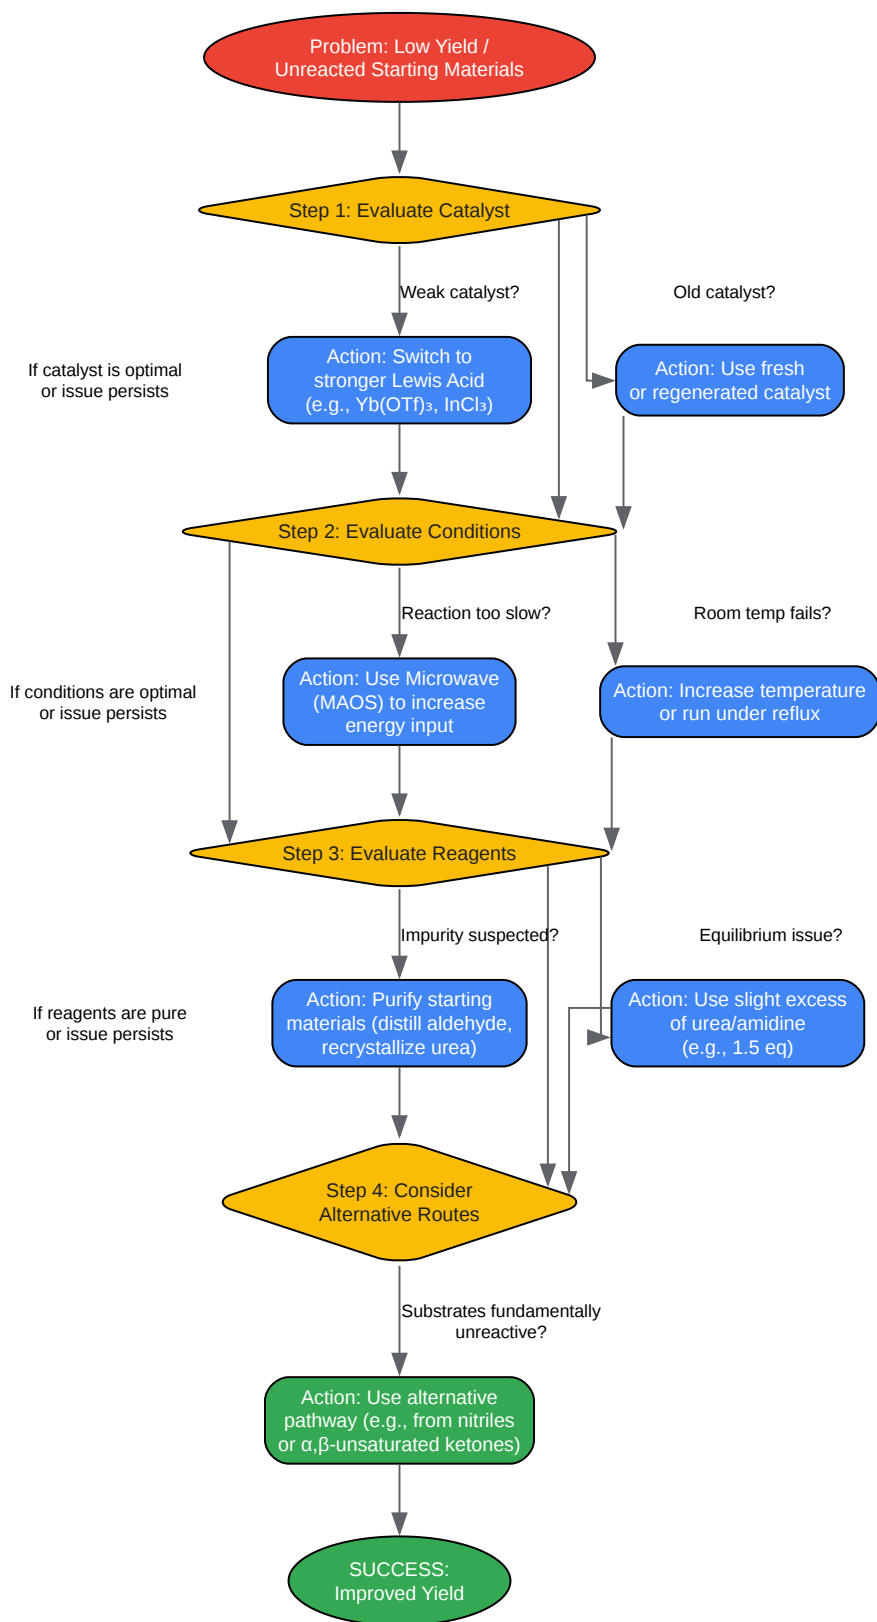 Problem: Low Yield /
Unreacted Starting Materials
Step 1: Evaluate Catalyst
Weak catalyst?
Old catalyst?
If catalyst is optimal
or issue persists
Action: Switch to
stronger Lewis Acid
(e.g., Yb(OTf)₃, InCl₃)
Action: Use fresh
or regenerated catalyst
Step 2: Evaluate Conditions
Reaction too slow?
Room temp fails?
If conditions are optimal
or issue persists
Action: Use Microwave
(MAOS) to increase
energy input
Action: Increase temperature
or run under reflux
Step 3: Evaluate Reagents
Impurity suspected?
Equilibrium issue?
If reagents are pure
or issue persists
Action: Purify starting
materials (distill aldehyde,
recrystallize urea)
Action: Use slight excess
of urea/amidine
(e.g., 1.5 eq)
Step 4: Consider
Alternative Routes
Substrates fundamentally
unreactive?
Action: Use alternative
pathway (e.g., from nitriles
or α,β-unsaturated ketones)
SUCCESS:
Improved Yield